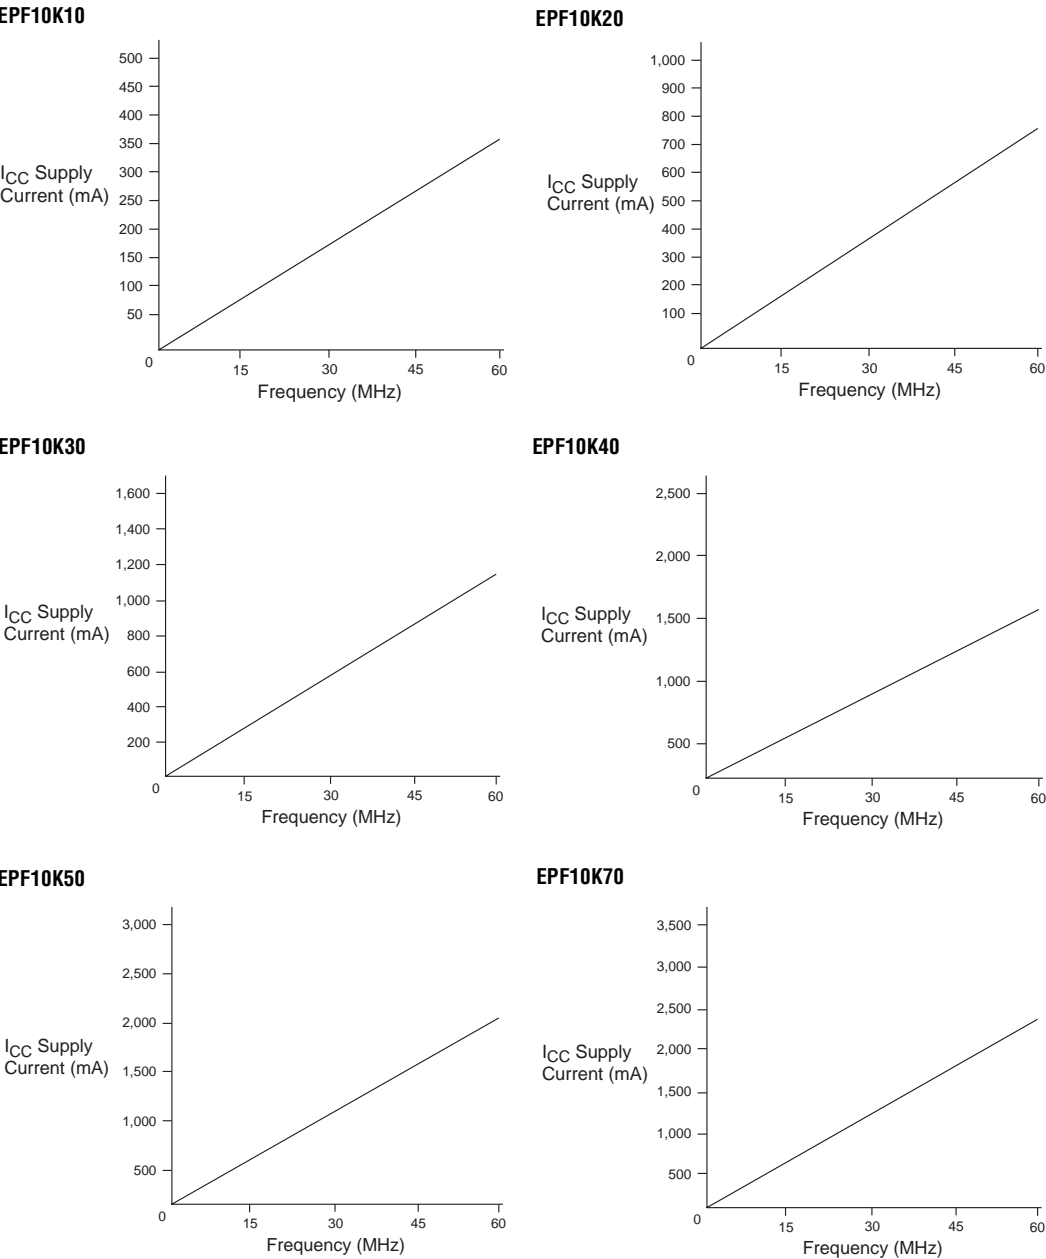 EPF10K10
500
450
400
350
300
250
200
150
100
50
0
ICC Supply
Current (mA)
15 30 45 60
Frequency (MHz)
EPF10K20
1,000
900
800
700
600
500
400
300
200
100
0
ICC Supply
Current (mA)
15 30 45 60
Frequency (MHz)
EPF10K30
1,600
1,400
1,200
1,000
800
600
400
200
0
ICC Supply
Current (mA)
15 30 45 60
Frequency (MHz)
EPF10K40
2,500
2,000
1,500
1,000
500
0
ICC Supply
Current (mA)
15 30 45 60
Frequency (MHz)
EPF10K50
3,000
2,500
2,000
1,500
1,000
500
0
ICC Supply
Current (mA)
15 30 45 60
Frequency (MHz)
EPF10K70
3,500
3,000
2,500
2,000
1,500
1,000
500
0
ICC Supply
Current (mA)
15 30 45 60
Frequency (MHz)